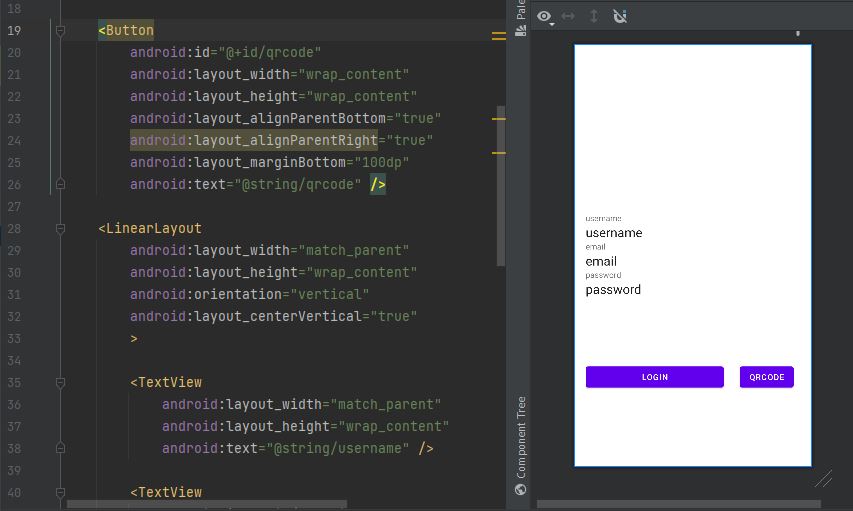 18
19 <Button
20 android:id="@+id/qrcode"
21 android:layout_width="wrap_content"
22 android:layout_height="wrap_content"
23 android:layout_alignParentBottom="true"
24 android:layout_alignParentRight="true"
25 android:layout_marginBottom="100dp"
26 android:text="@string/qrcode" />
27
28 <LinearLayout
29 android:layout_width="match_parent"
30 android:layout_height="wrap_content"
31 android:orientation="vertical"
32 android:layout_centerVertical="true"
33 >
34
35 <TextView
36 android:layout_width="match_parent"
37 android:layout_height="wrap_content"
38 android:text="@string/username" />
39
40 <TextView
Component Tree
username
username
email
email
password
password
LOGIN
QRCODE